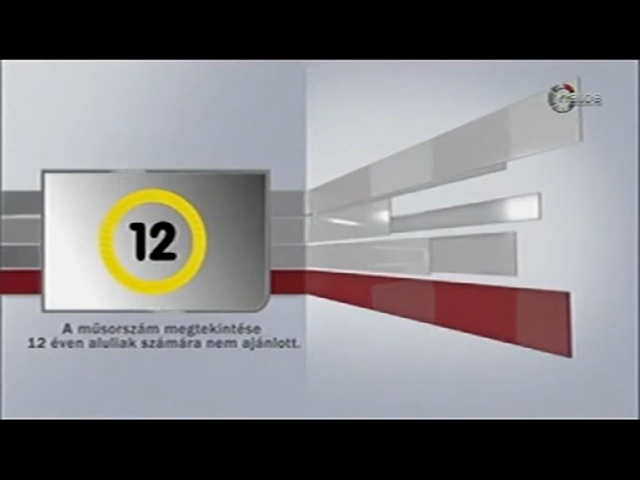 12
A műsorszám megtekintése
12 éven aluliak számára nem ajánlott.